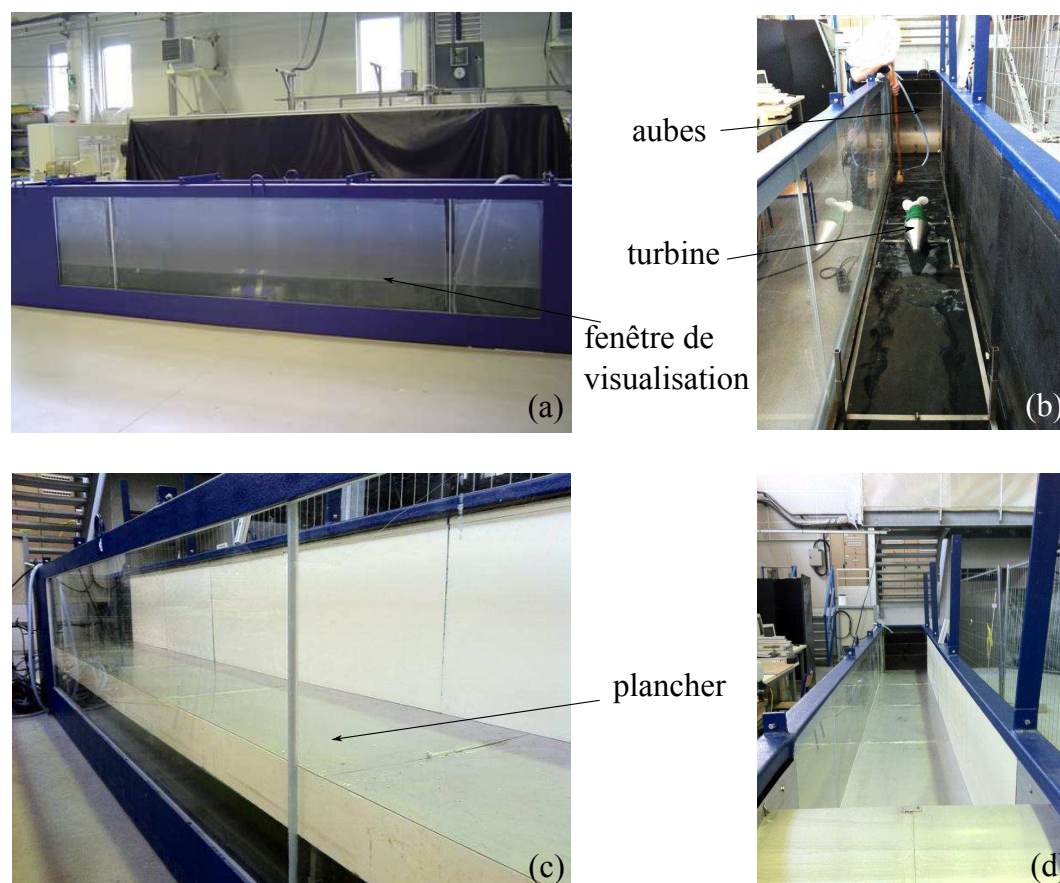 aubes
turbine
fenêtre de
visualisation
(a)
(b)
plancher
(c)
(d)